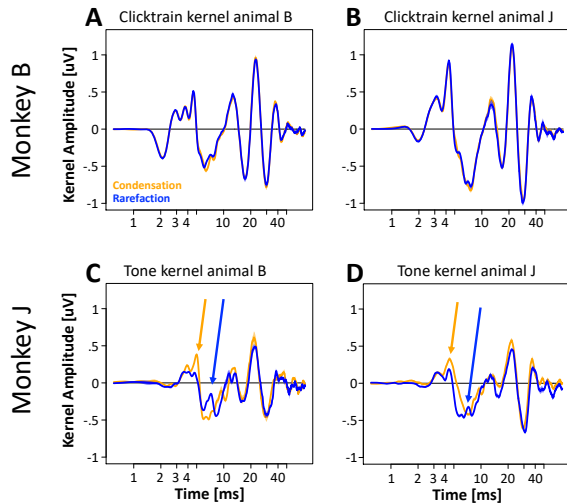 A Clicktrain kernel animal B
B Clicktrain kernel animal J
Monkey B
Kernel Amplitude [uV]
1
.5
0
-.5
-1
Condensation
Rarefaction
1 2 3 4 10 20 40
1
.5
0
-.5
-1
1 2 3 4 10 20 40
C Tone kernel animal B
D Tone kernel animal J
Monkey J
Kernel Amplitude [uV]
1
.5
0
-.5
-1
1 2 3 4 10 20 40
Time [ms]
1
.5
0
-.5
-1
1 2 3 4 10 20 40
Time [ms]